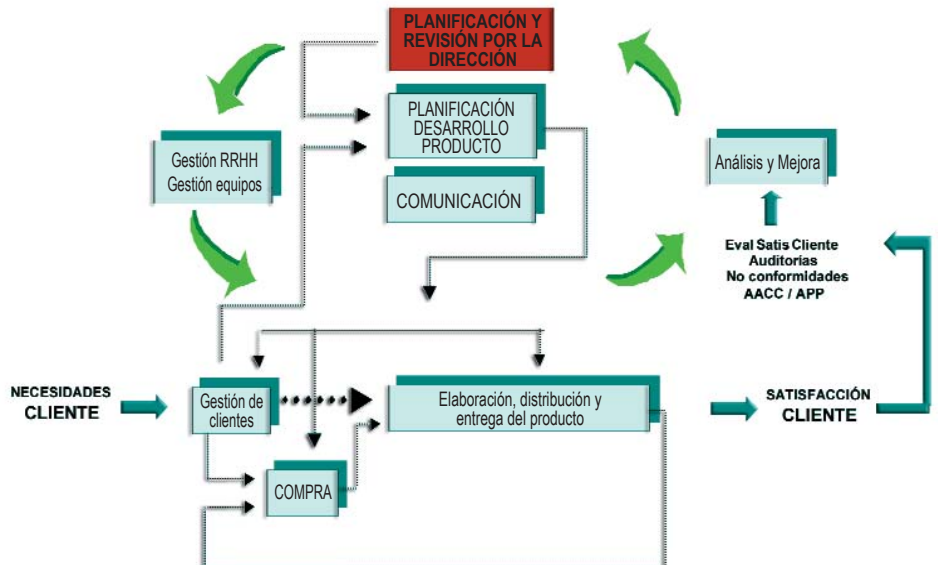 PLANIFICACIÓN Y
REVISIÓN POR LA
DIRECCIÓN
PLANIFICACIÓN
DESARROLLO
PRODUCTO
COMUNICACIÓN
Gestión RRHH
Gestión equipos
Análisis y Mejora
Eval Satis Cliente
Auditorías
No conformidades
AACC / APP
NECESIDADES
CLIENTE
Gestión de
clientes
Elaboración, distribución y
entrega del producto
SATISFACCIÓN
CLIENTE
COMPRA